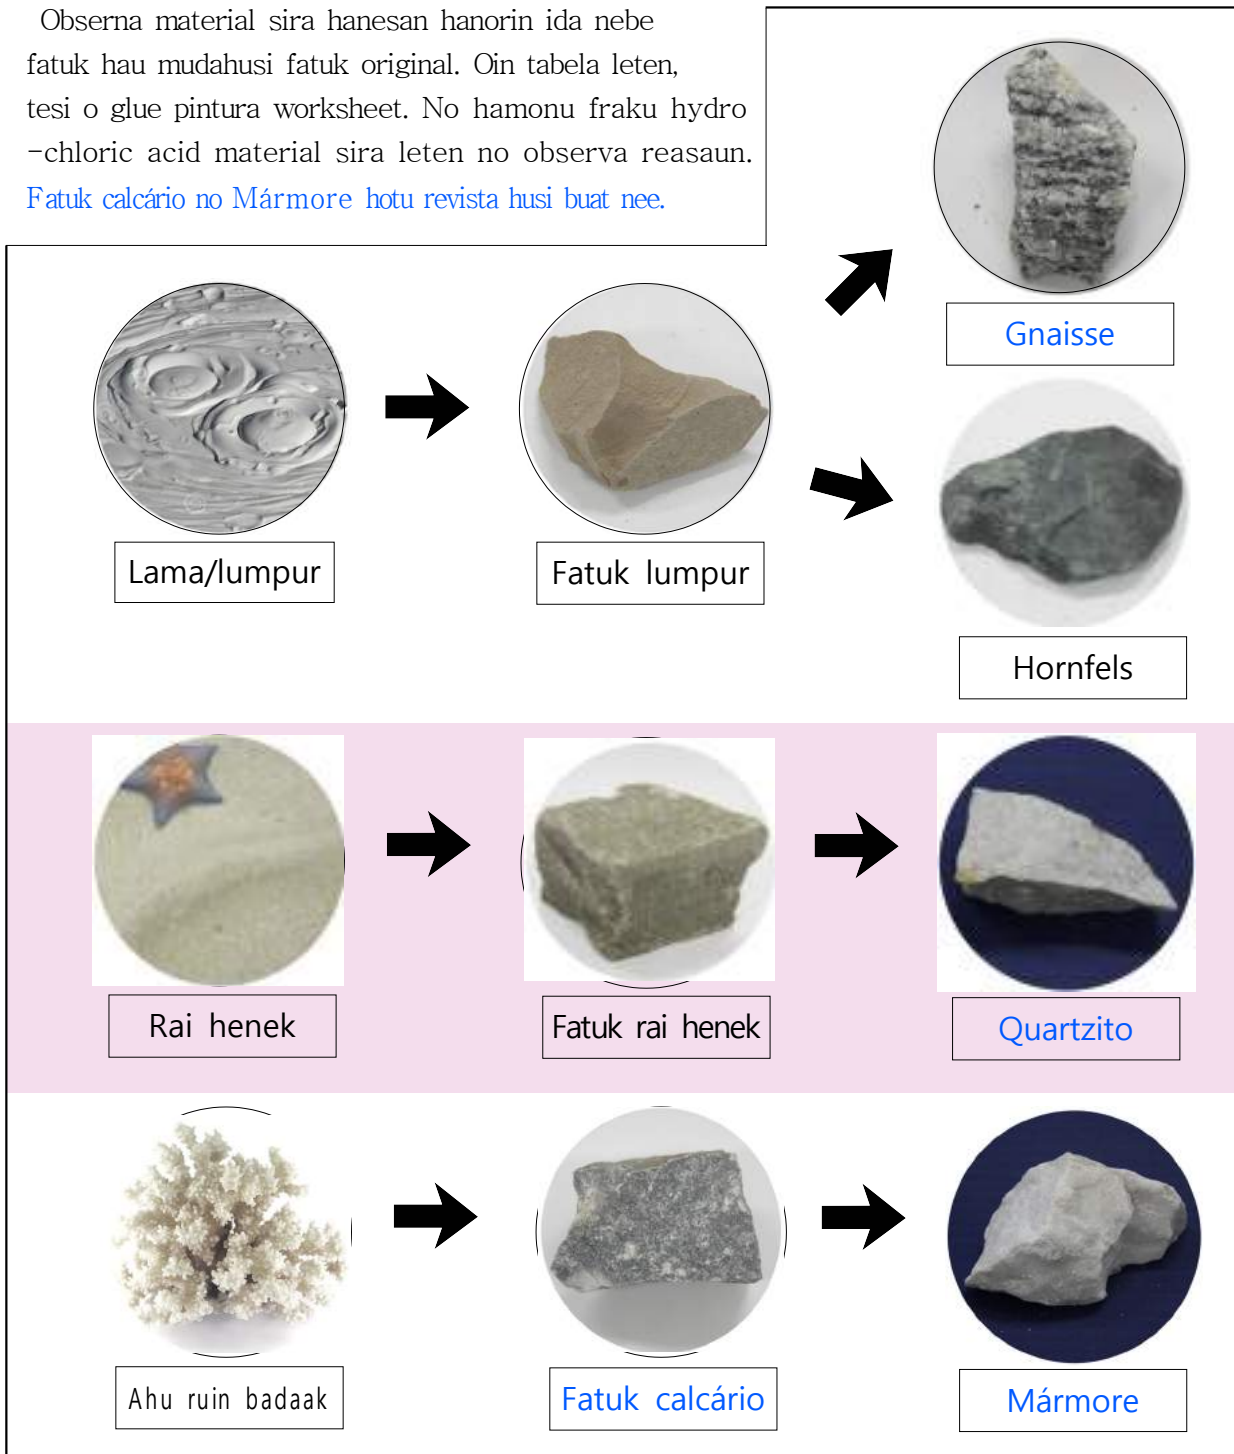 Obserna material sira hanesan hanorin ida nebe
fatuk hau mudahusi fatuk original. Oin tabela leten,
tesi o glue pintura worksheet. No hamonu fraku hydro
-chloric acid material sira leten no observa reasaun.
Fatuk calcário no Mármore hotu revista husi buat nee.
Gnaisse
Lama/lumpur
Fatuk lumpur
Hornfels
Rai henek
Fatuk rai henek
Quartzito
Ahu ruin badaak
Fatuk calcário
Mármore